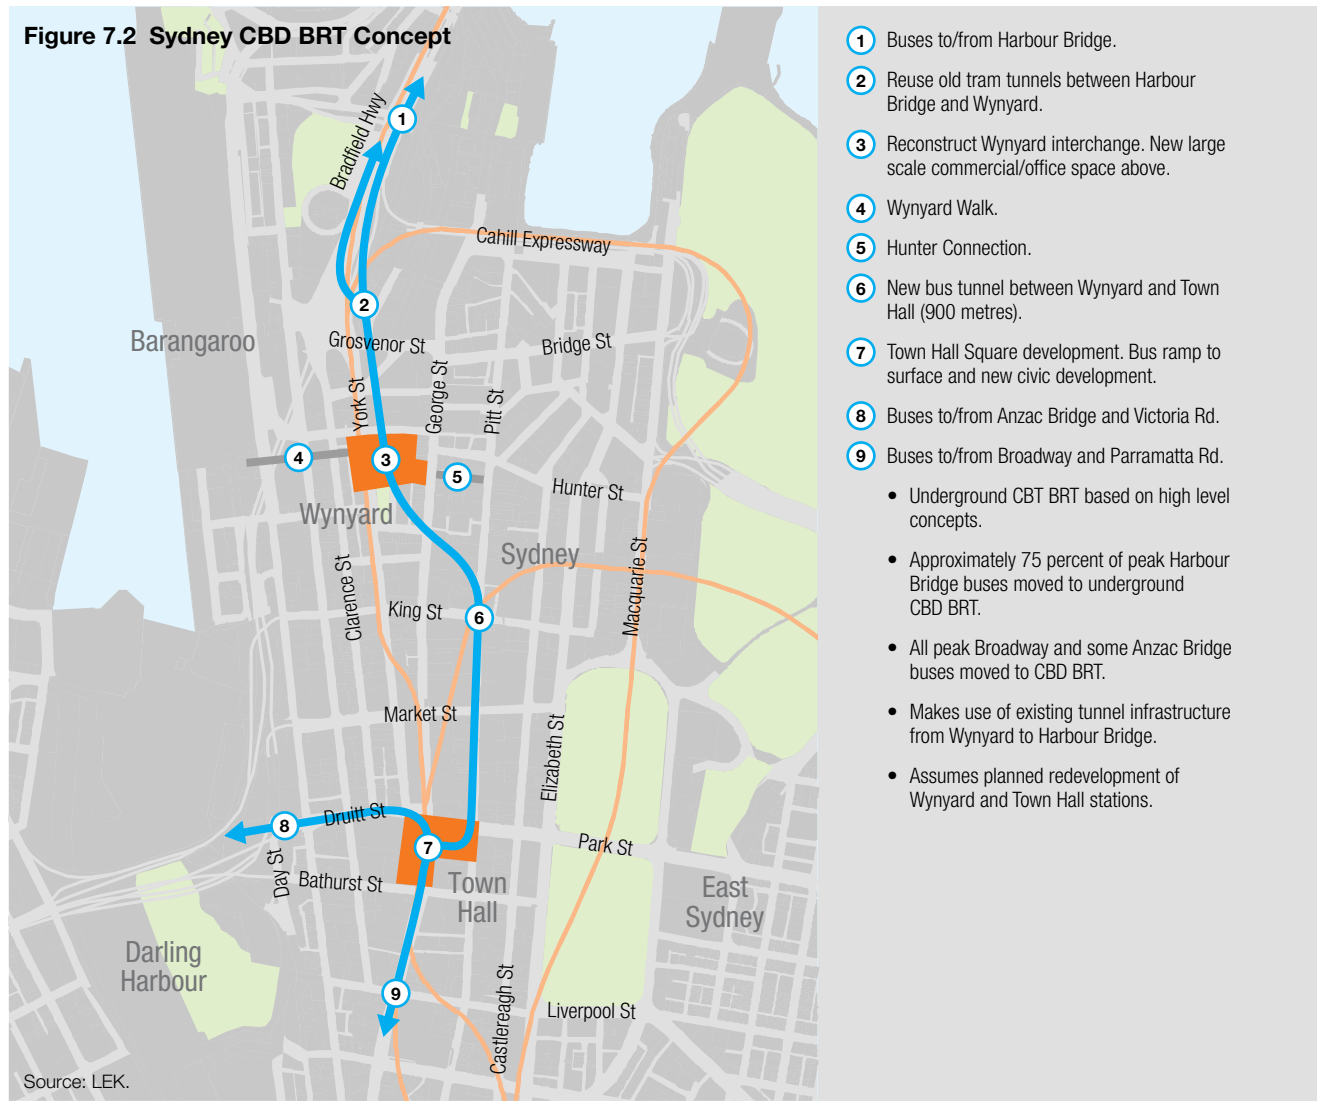 Figure 7.2 Sydney CBD BRT Concept
Bradfield Hwy
1
Cahill Expressway
2
Grosvenor St
Bridge St
Barangaroo
York St
George St
Pitt St
4
3
5
Hunter St
Wynyard
Sydney
Clarence St
King St
6
Macquarie St
Market St
Elizabeth St
8
Druitt St
7
Park St
Day St
Bathurst St
Town
Hall
East
Sydney
Darling
Harbour
9
Castlereagh St
Liverpool St
Source: LEK.
1 Buses to/from Harbour Bridge.
2 Reuse old tram tunnels between Harbour
Bridge and Wynyard.
3 Reconstruct Wynyard interchange. New large
scale commercial/office space above.
4 Wynyard Walk.
5 Hunter Connection.
6 New bus tunnel between Wynyard and Town
Hall (900 metres).
7 Town Hall Square development. Bus ramp to
surface and new civic development.
8 Buses to/from Anzac Bridge and Victoria Rd.
9 Buses to/from Broadway and Parramatta Rd.
• Underground CBT BRT based on high level
concepts.
• Approximately 75 percent of peak Harbour
Bridge buses moved to underground
CBD BRT.
• All peak Broadway and some Anzac Bridge
buses moved to CBD BRT.
• Makes use of existing tunnel infrastructure
from Wynyard to Harbour Bridge.
• Assumes planned redevelopment of
Wynyard and Town Hall stations.